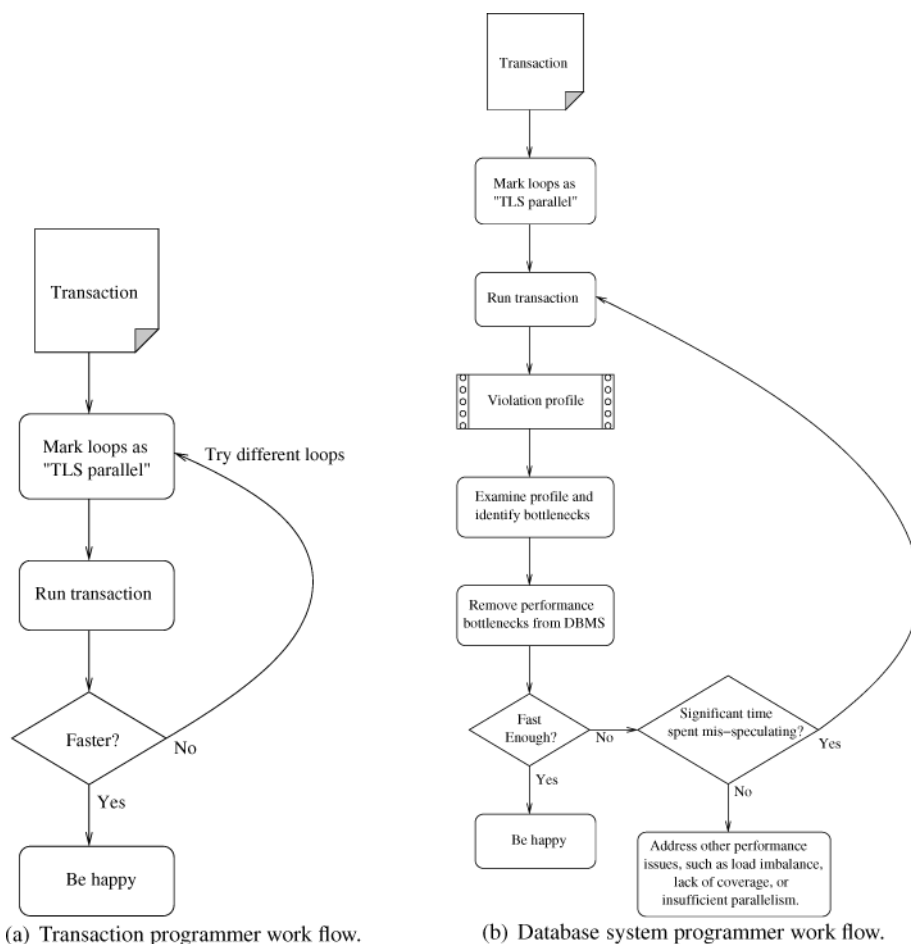 Transaction
Mark loops as
"TLS parallel"
Try different loops
Run transaction
Faster?
No
Yes
Be happy
(a) Transaction programmer work flow.
Transaction
Mark loops as
"TLS parallel"
Run transaction
Violation profile
Examine profile and
identify bottlenecks
Remove performance
bottlenecks from DBMS
Fast
Enough?
No
Significant time
spent mis−speculating?
Yes
Yes
No
Be happy
Address other performance
issues, such as load imbalance,
lack of coverage, or
insufficient parallelism.
(b) Database system programmer work flow.